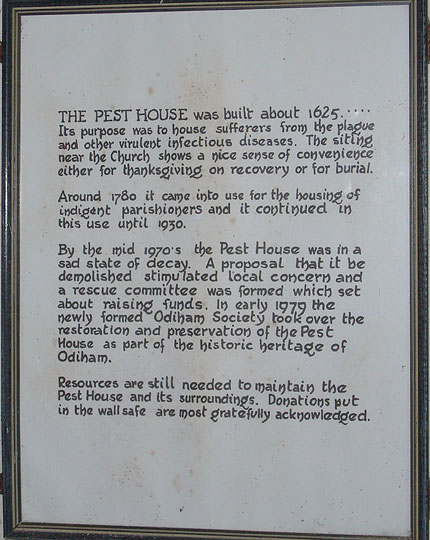 THE PEST HOUSE was built about 1625.....
Its purpose was to house sufferers from the plague
and other virulent infectious diseases. The siting
near the Church shows a nice sense of convenience
either for thanksgiving on recovery or for burial.
Around 1780 it came into use for the housing of
indigent parishioners and it continued in
this use until 1930.
By the mid 1970's the Pest House was in a
sad state of decay. A proposal that it be
demolished stimulated local concern and
a rescue committee was formed which set
about raising funds. In early 1979 the
newly formed Odiham Society took over the
restoration and preservation of the Pest
House as part of the historic heritage of
Odiham.
Resources are still needed to maintain the
Pest House and its surroundings. Donations put
in the wall safe are most gratefully acknowledged.